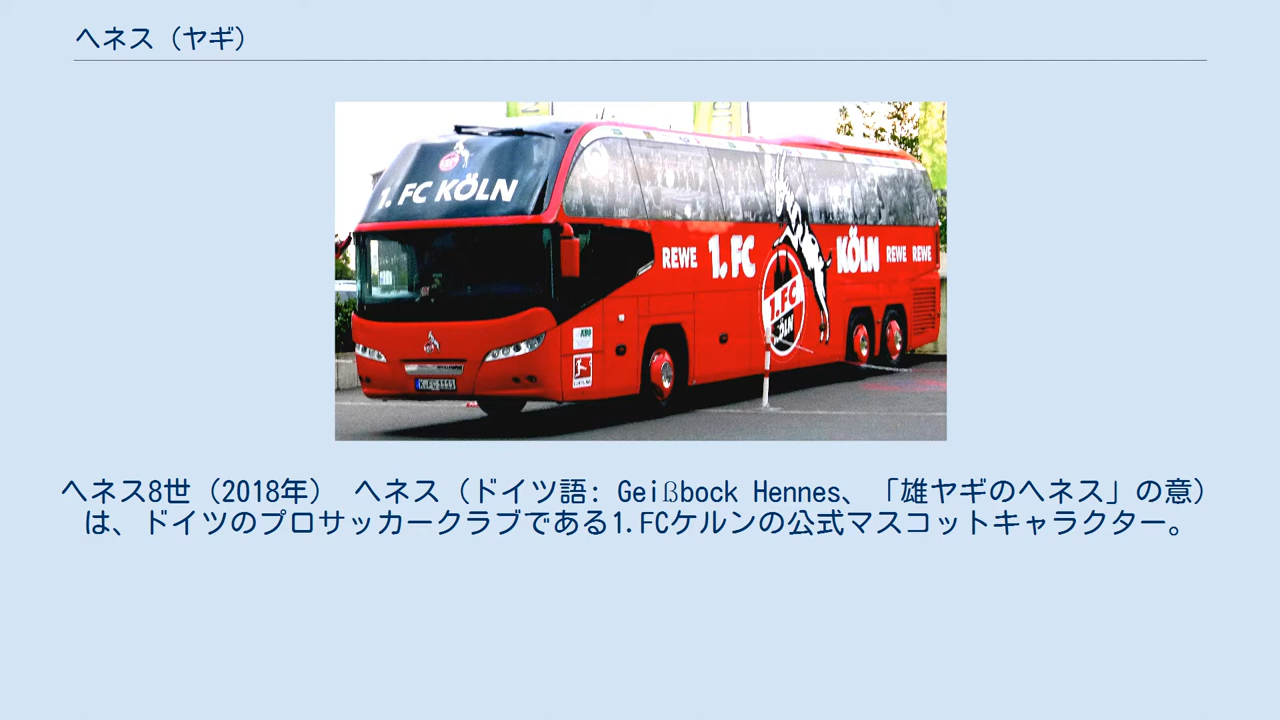 ヘネス（ヤギ）
1. FC KÖLN
REWE 1. FC KÖLN REWE REWE
1. FC
KÖLN
K FC 1111
ヘネス8世（2018年） ヘネス（ドイツ語: Geißbock Hennes、「雄ヤギのヘネス」の意）
は、ドイツのプロサッカークラブである1.FCケルンの公式マスコットキャラクター。